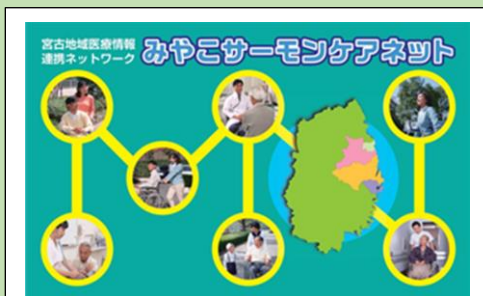 宮古地域医療情報
連携ネットワーク
みやこサーモンケアネット